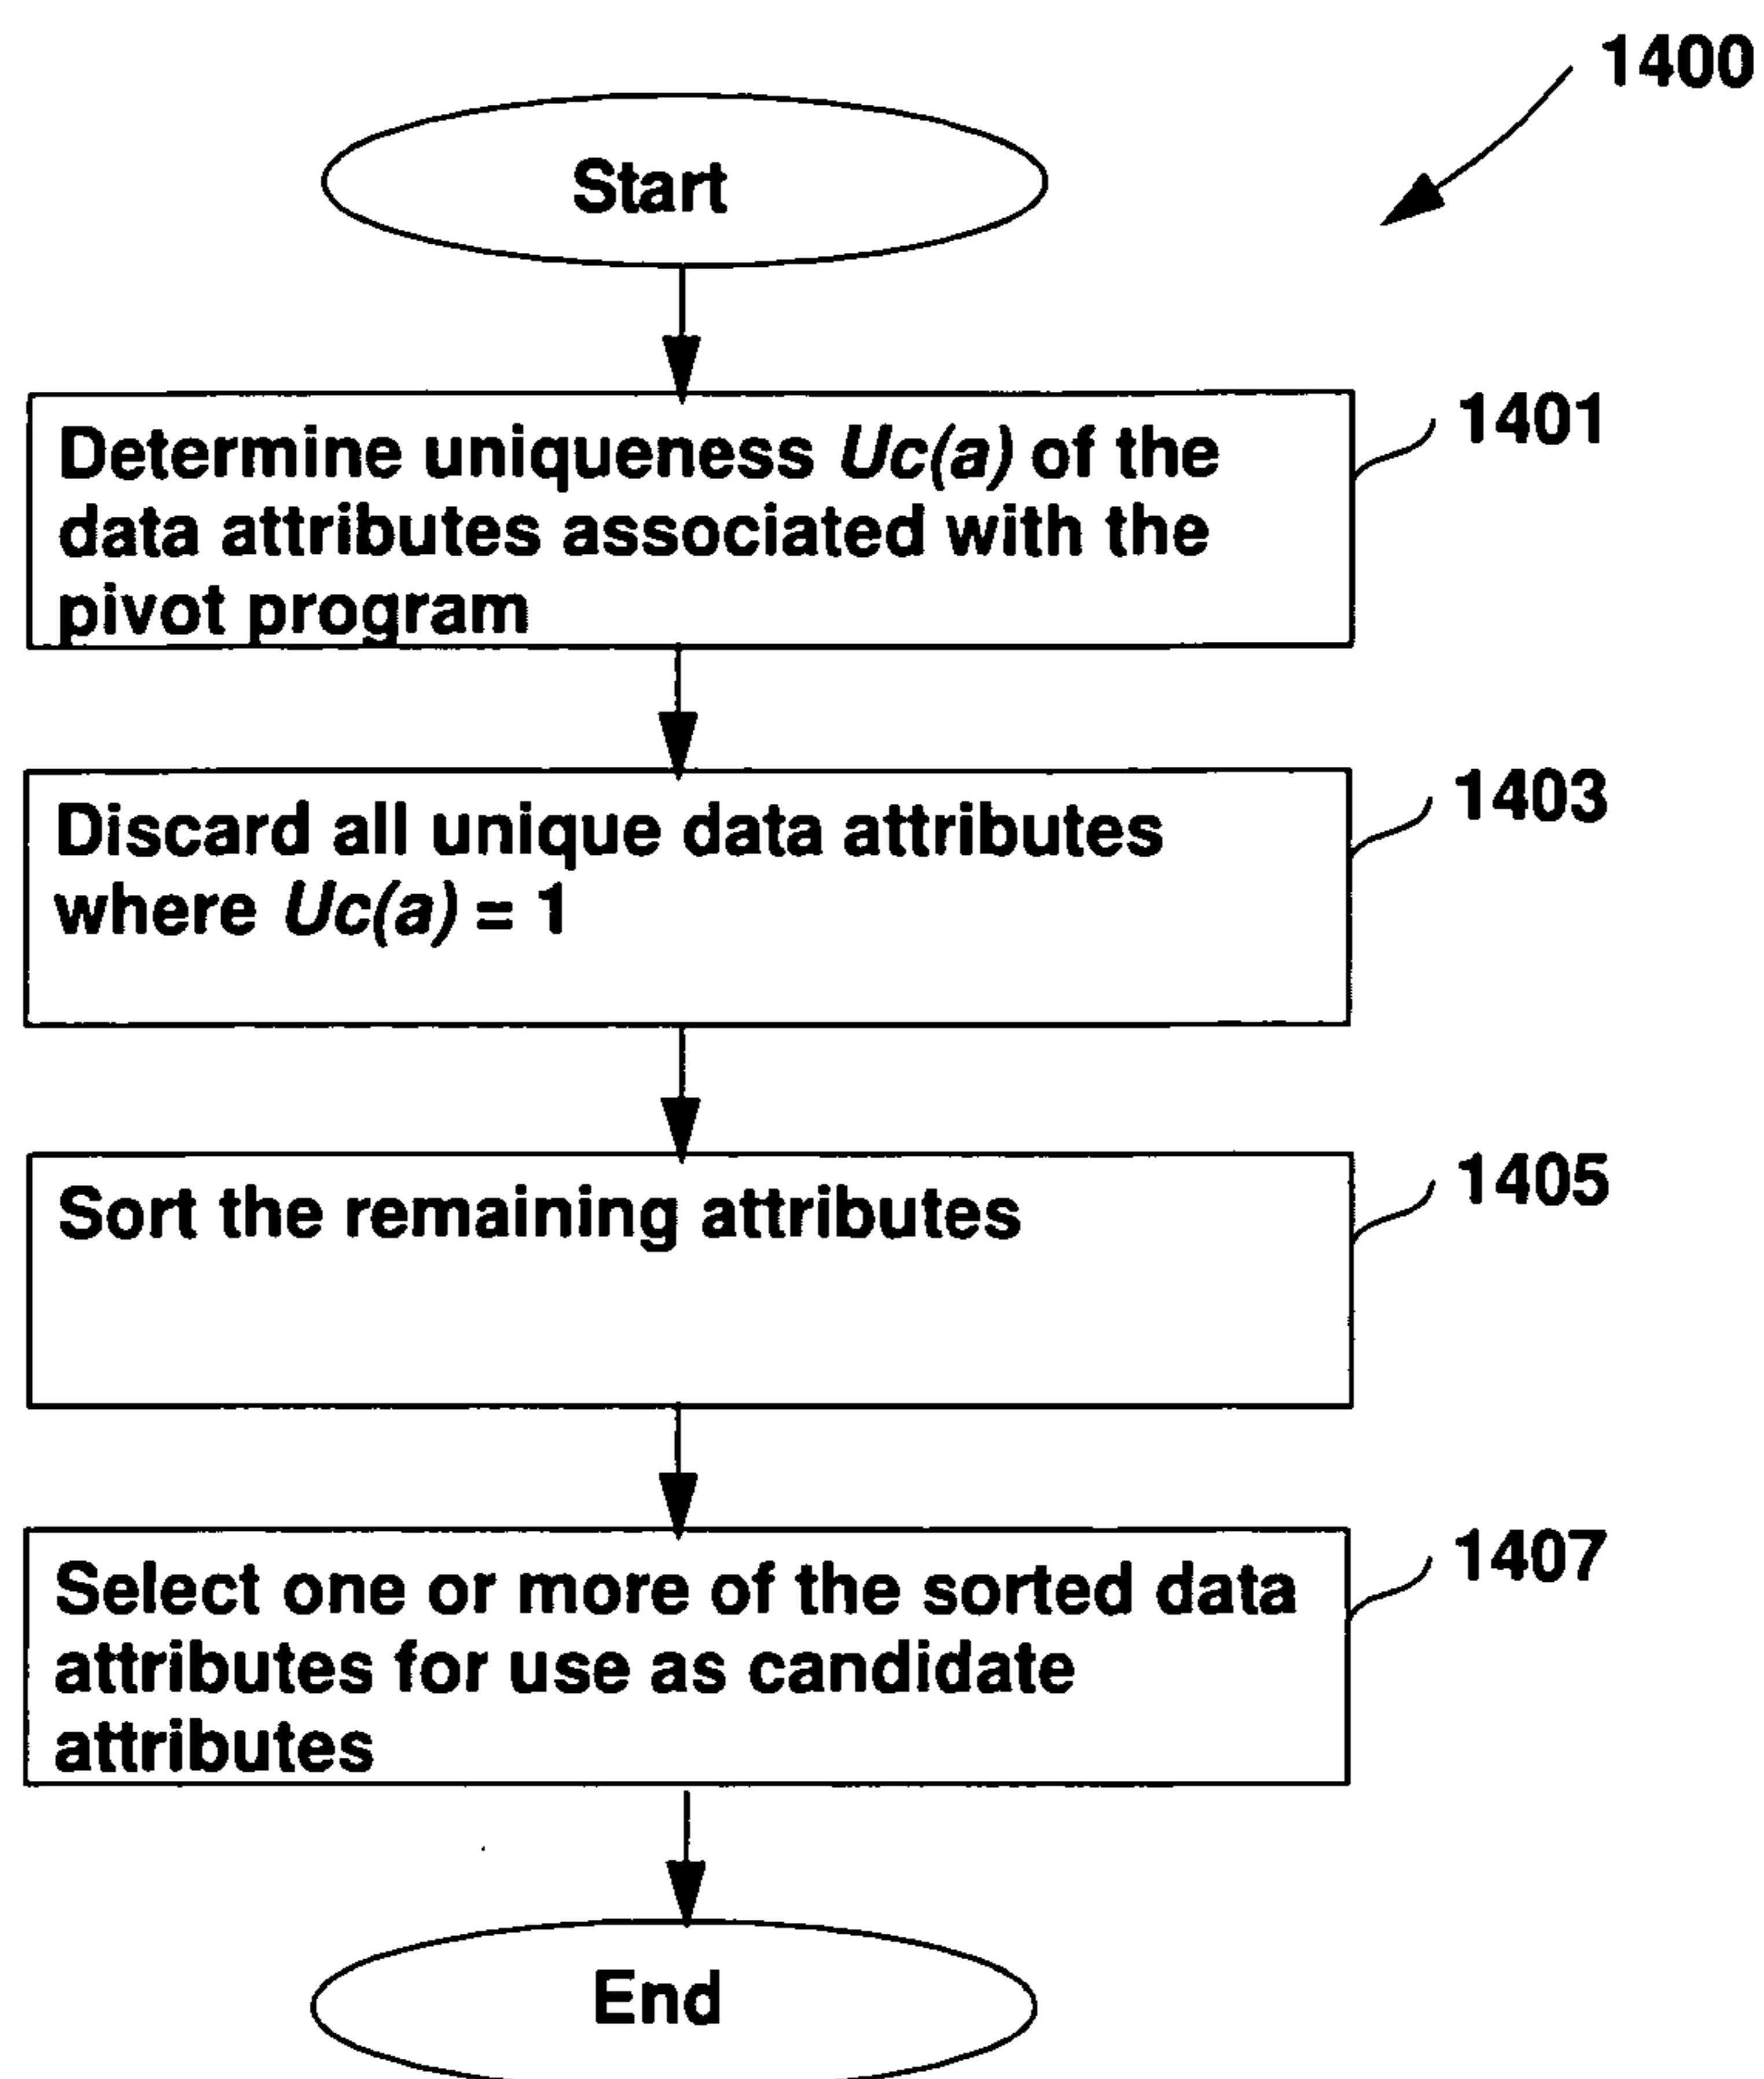 1400
Start
Determine uniqueness Uc(a) of the
data attributes associated with the
pivot program
1401
Discard all unique data attributes
where Uc(a) = 1
1403
Sort the remaining attributes
1405
Select one or more of the sorted data
attributes for use as candidate
attributes
1407
End